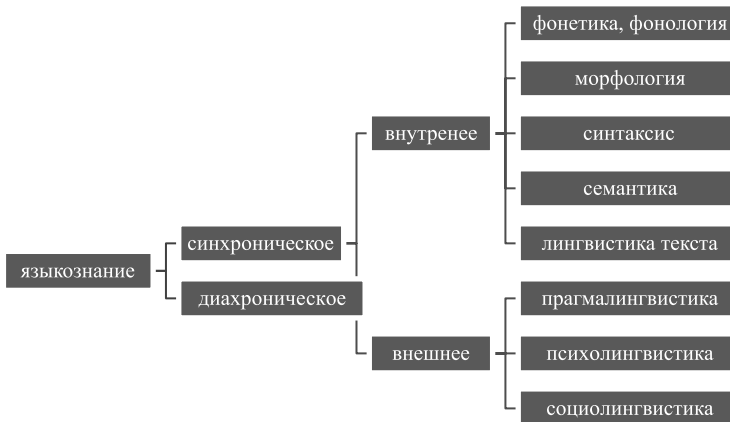 фонетика, фонология
морфология
внутренее
синтаксис
семантика
синхроническое
лингвистика текста
языкознание
диахроническое
прагмалингвистика
внешнее
психолингвистика
социолингвистика